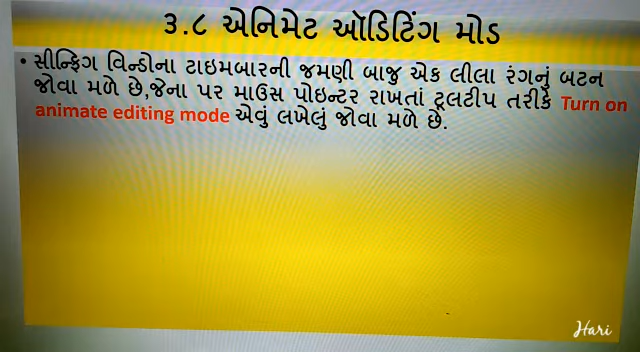 ૩.૮ એનિમેટ ઑડિટિંગ મોડ
• સીન્ફિગ વિન્ડોના ટાઇમબારની જમણી બાજુ એક લીલા રંગનું બટન
જોવા મળે છે,જેના પર માઉસ પોઇન્ટર રાખતાં ટૂલટીપ તરીકે Turn on
animate editing mode એવું લખેલું જોવા મળે છે.
Hari